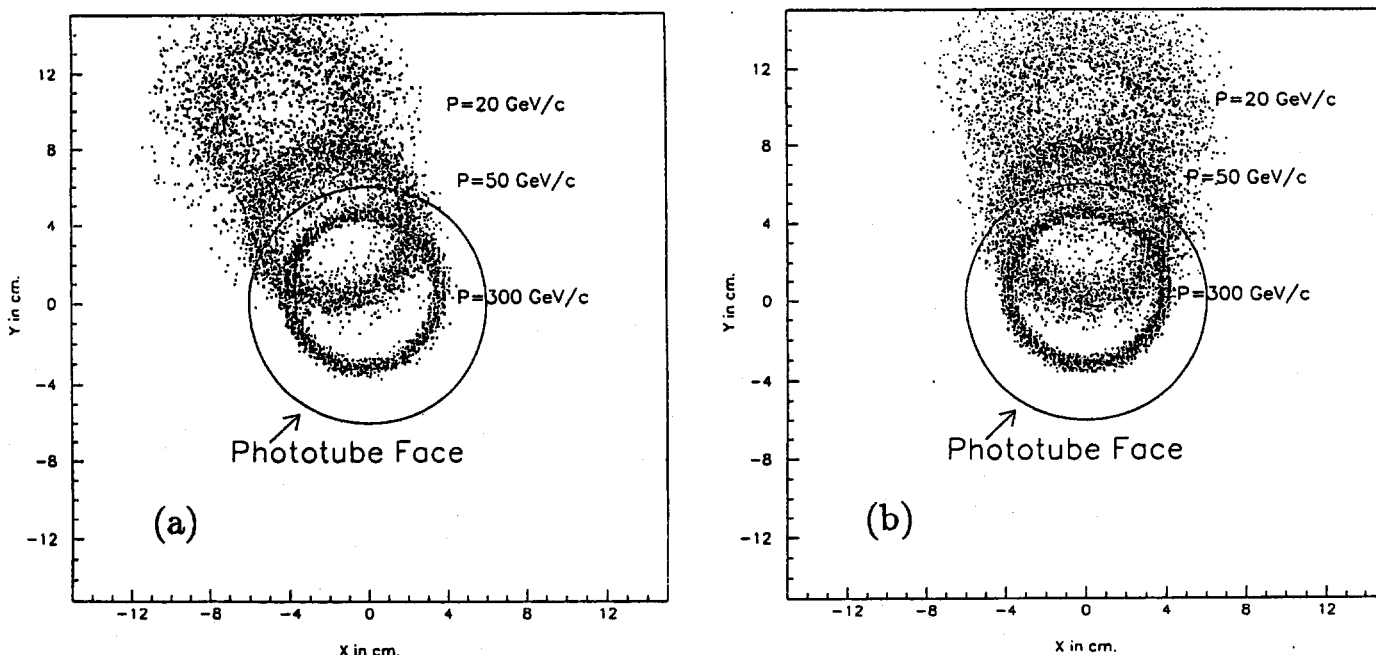 12
8
4
0
−4
−8
−12
Y in cm.
P=20 GeV/c
P=50 GeV/c
P=300 GeV/c
Phototube Face
(a)
−12
−8
−4
0
4
8
12
X in cm.
12
8
4
0
−4
−8
−12
Y in cm.
P=20 GeV/c
P=50 GeV/c
P=300 GeV/c
Phototube Face
(b)
−12
−8
−4
0
4
8
12
X in cm.